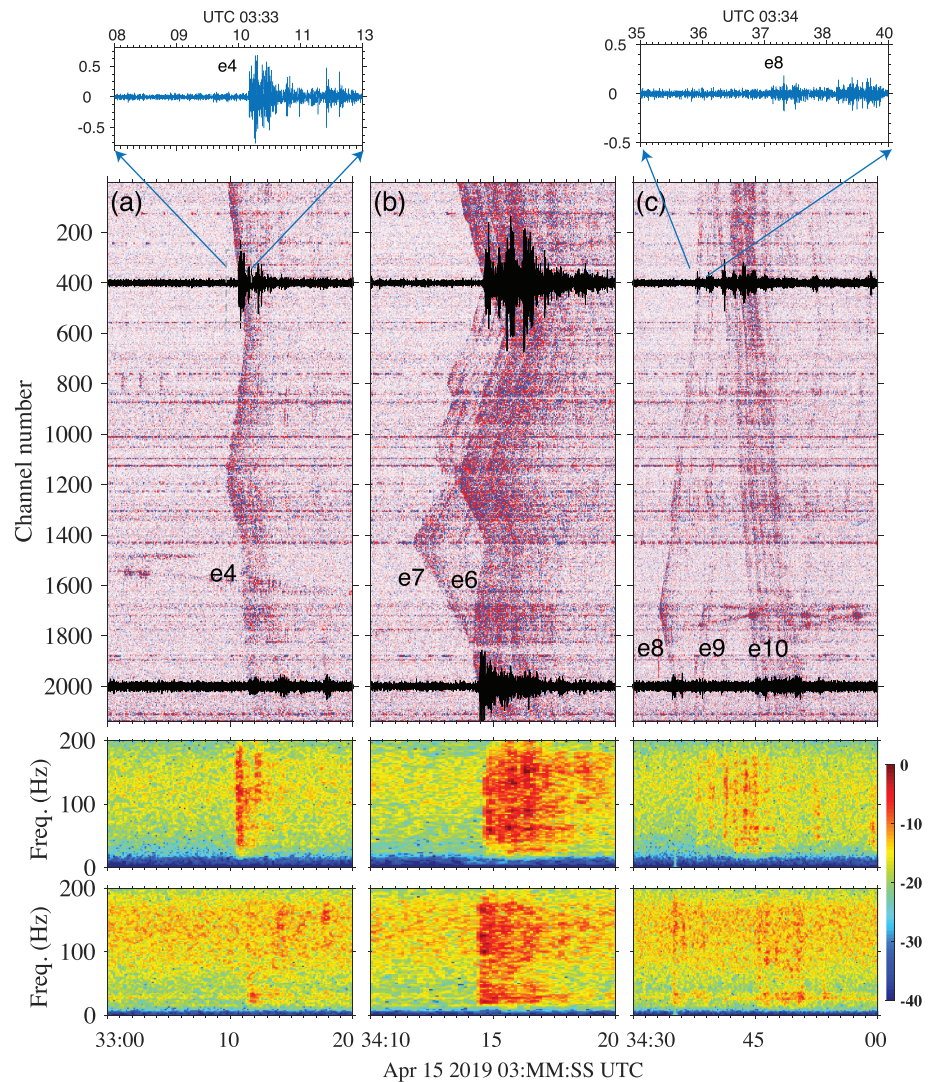 UTC 03:33
UTC 03:34
08 09 10 11 12 13
35 36 37 38 39 40
0.5
0
-0.5
e4
0.5
0
-0.5
e8
(a) (b) (c)
Channel number
200
400
600
800
1000
1200
1400
1600
1800
2000
e4
e7 e6
e8 e9 e10
Freq. (Hz)
200
100
0
Freq. (Hz)
200
100
0
0
-10
-20
-30
-40
33:00 10 20
34:10 15 20
34:30 45 00
Apr 15 2019 03:MM:SS UTC